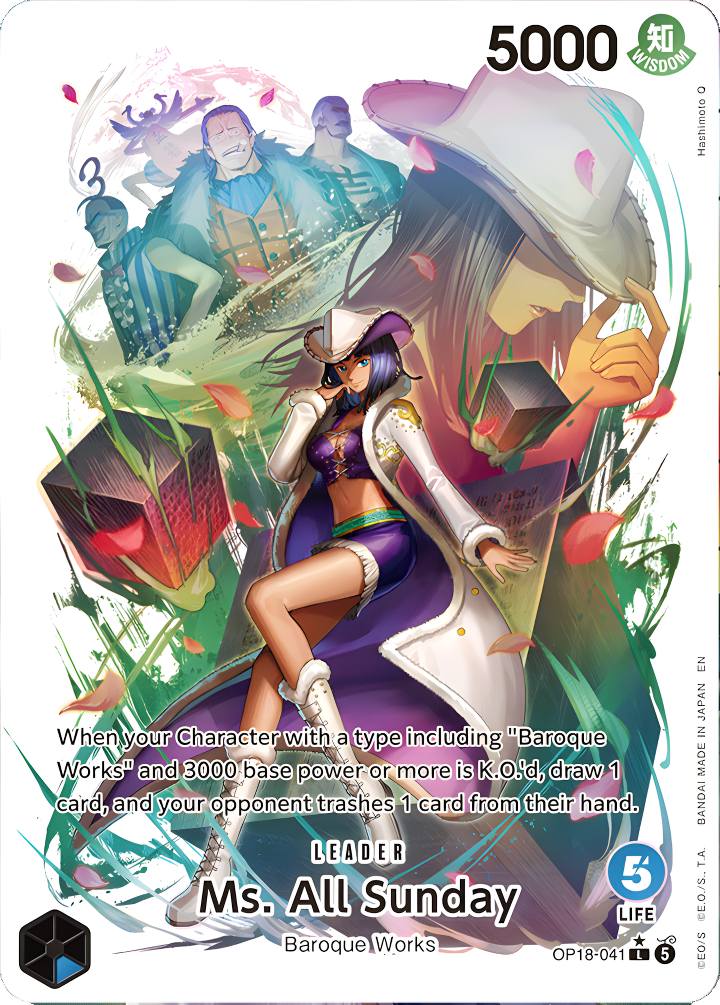 5000
知
WISDOM
Hashimoto Q
3
When your Character with a type including "Baroque
Works" and 3000 base power or more is K.O.'d, draw 1
card, and your opponent trashes 1 card from their hand.
LEADER
Ms. All Sunday
Baroque Works
5
LIFE
OP18-041 L 5
©E.O/S ©E.O./S., T.A. BANDAI MADE IN JAPAN EN